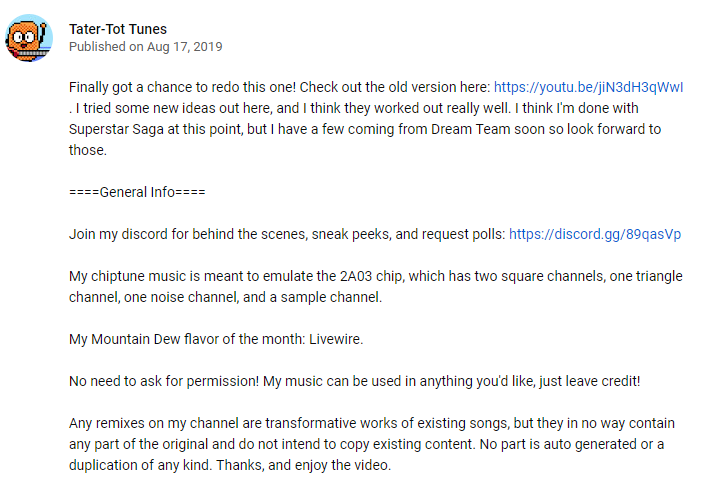 Tater-Tot Tunes
Published on Aug 17, 2019
Finally got a chance to redo this one! Check out the old version here: https://youtu.be/jiN3dH3qWwI
. I tried some new ideas out here, and I think they worked out really well. I think I'm done with
Superstar Saga at this point, but I have a few coming from Dream Team soon so look forward to
those.
====General Info====
Join my discord for behind the scenes, sneak peeks, and request polls: https://discord.gg/89qasVp
My chiptune music is meant to emulate the 2A03 chip, which has two square channels, one triangle
channel, one noise channel, and a sample channel.
My Mountain Dew flavor of the month: Livewire.
No need to ask for permission! My music can be used in anything you'd like, just leave credit!
Any remixes on my channel are transformative works of existing songs, but they in no way contain
any part of the original and do not intend to copy existing content. No part is auto generated or a
duplication of any kind. Thanks, and enjoy the video.